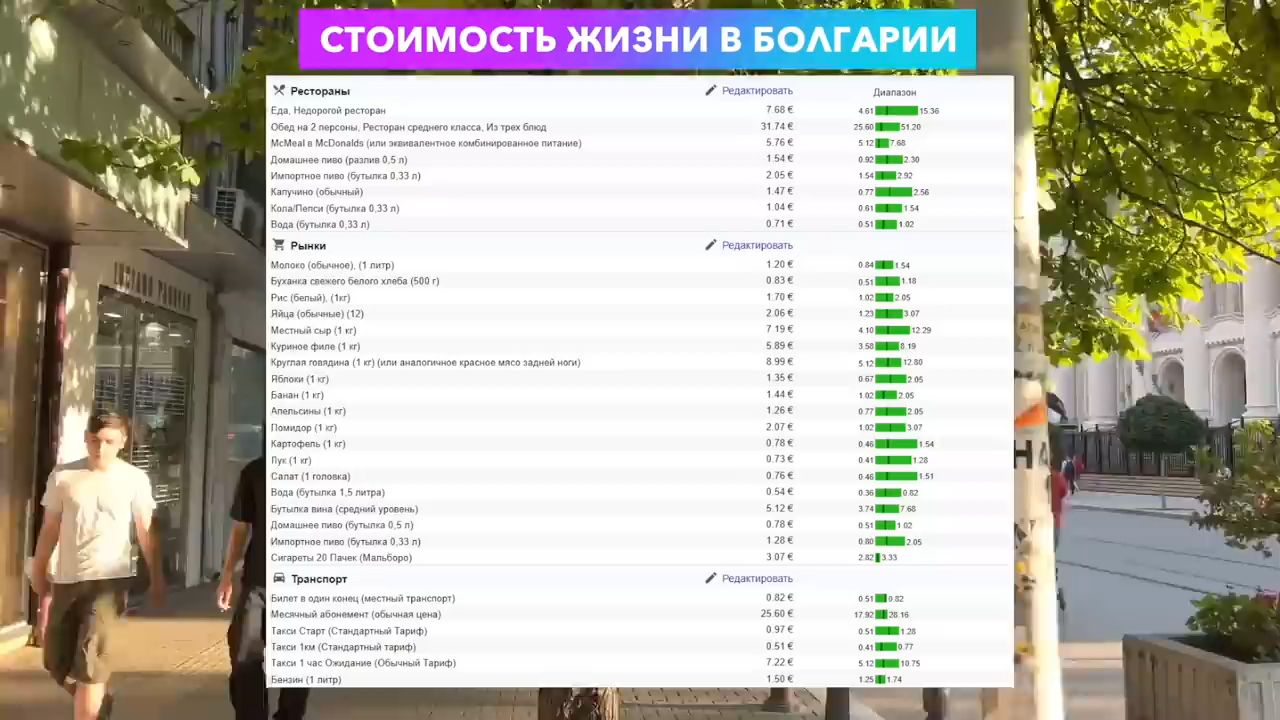 СТОИМОСТЬ ЖИЗНИ В БОЛГАРИИ
Рестораны Редактировать Диапазон
Еда, Недорогой ресторан 7.68 € 4.61 15.36
Обед на 2 персоны, Ресторан среднего класса, Из трех блюд 31.74 € 25.60 51.20
McMeal в McDonalds (или эквивалентное комбинированное питание) 5.76 € 5.12 7.68
Домашнее пиво (разлив 0,5 л) 1.54 € 0.92 2.30
Импортное пиво (бутылка 0,33 л) 2.05 € 1.54 2.92
Капучино (обычный) 1.47 € 0.77 2.56
Кола/Пепси (бутылка 0,33 л) 1.04 € 0.61 1.54
Вода (бутылка 0,33 л) 0.71 € 0.51 1.02
Рынки Редактировать
Молоко (обычное), (1 литр) 1.20 € 0.84 1.54
Буханка свежего белого хлеба (500 г) 0.83 € 0.51 1.18
Рис (белый), (1кг) 1.70 € 1.02 2.05
Яйца (обычные) (12) 2.06 € 1.23 3.07
Местный сыр (1 кг) 7.19 € 4.10 12.29
Куриное филе (1 кг) 5.89 € 3.58 8.19
Круглая говядина (1 кг) (или аналогичное красное мясо задней ноги) 8.99 € 5.12 12.80
Яблоки (1 кг) 1.35 € 0.67 2.05
Банан (1 кг) 1.44 € 1.02 2.05
Апельсины (1 кг) 1.26 € 0.77 2.05
Помидор (1 кг) 2.07 € 1.02 3.07
Картофель (1 кг) 0.78 € 0.46 1.54
Лук (1 кг) 0.73 € 0.41 1.28
Салат (1 головка) 0.76 € 0.46 1.51
Вода (бутылка 1,5 литра) 0.54 € 0.36 0.82
Бутылка вина (средний уровень) 5.12 € 3.74 7.68
Домашнее пиво (бутылка 0,5 л) 0.78 € 0.51 1.02
Импортное пиво (бутылка 0,33 л) 1.28 € 0.80 2.05
Сигареты 20 Пачек (Мальборо) 3.07 € 2.82 3.33
Транспорт Редактировать
Билет в один конец (местный транспорт) 0.82 € 0.51 0.82
Месячный абонемент (обычная цена) 25.60 € 17.92 28.16
Такси Старт (Стандартный Тариф) 0.97 € 0.51 1.28
Такси 1км (Стандартный тариф) 0.51 € 0.41 0.77
Такси 1 час Ожидание (Обычный Тариф) 7.22 € 5.12 10.75
Бензин (1 литр) 1.50 € 1.25 1.74